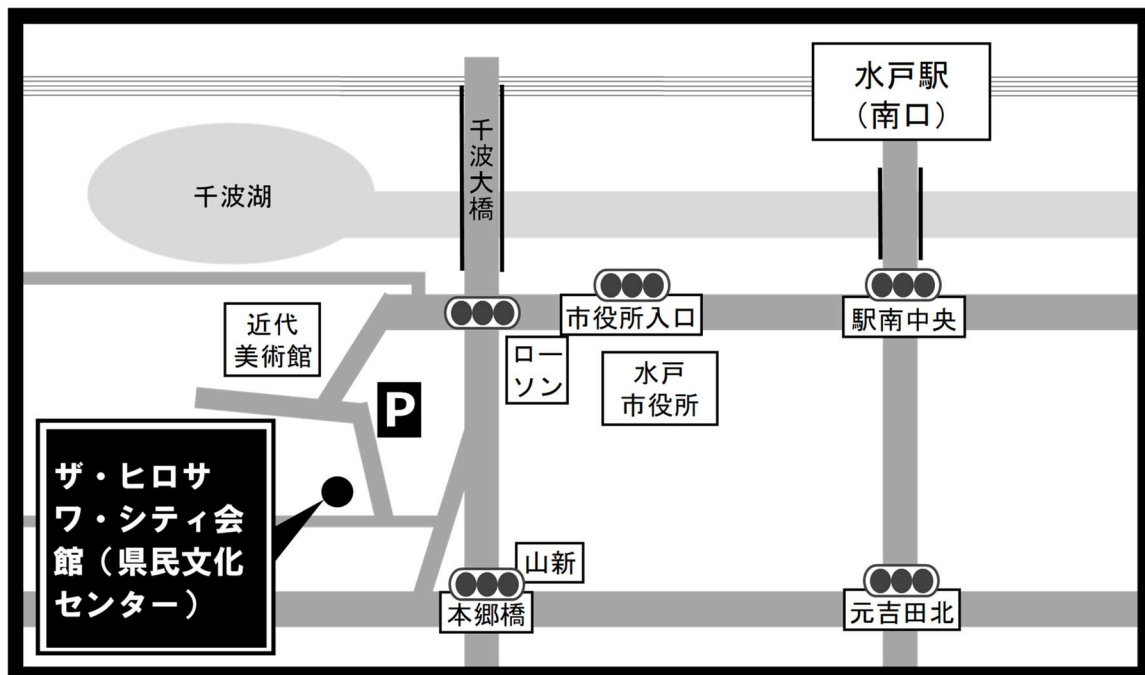 水戸駅
（南口）
千波大橋
千波湖
市役所入口
駅南中央
近代
美術館
ロー
ソン
水戸
市役所
P
ザ・ヒロサ
ワ・シティ会
館（県民文化
センター）
山新
本郷橋
元吉田北